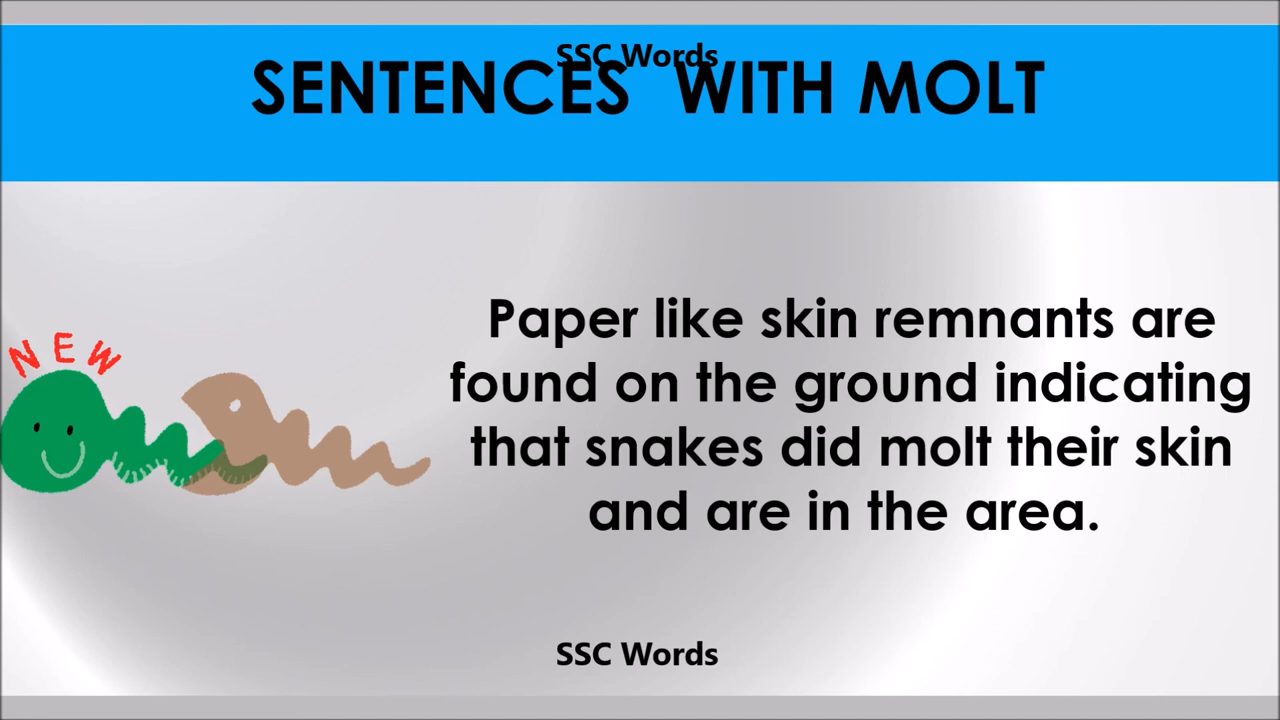 SSC Words
SENTENCES WITH MOLT
NEW
Paper like skin remnants are
found on the ground indicating
that snakes did molt their skin
and are in the area.
SSC Words